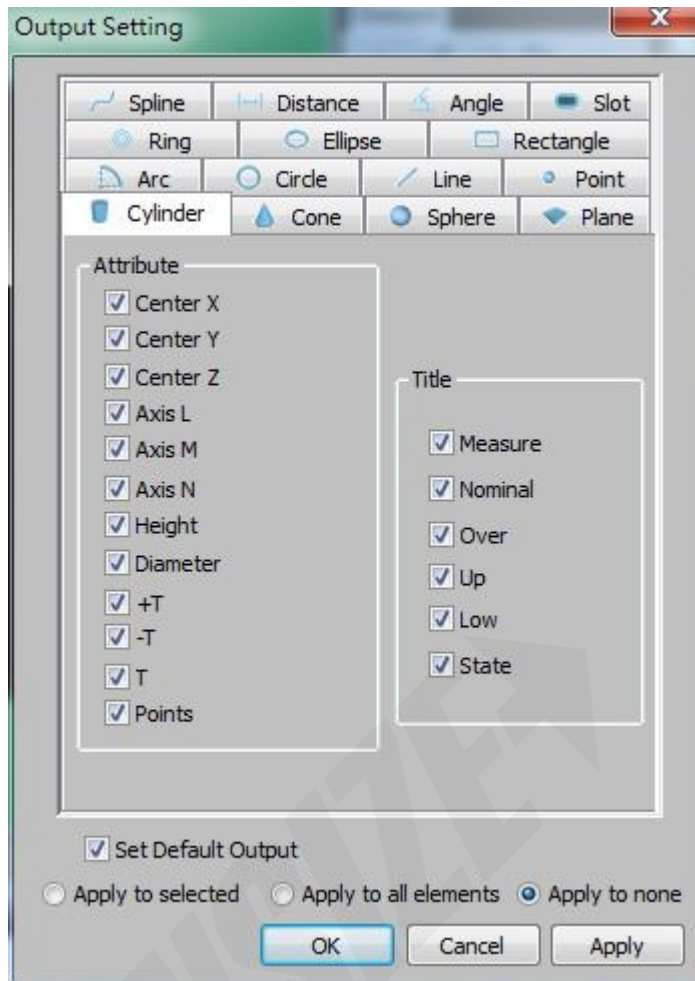 Output Setting
X
Spline Distance Angle Slot
Ring Ellipse Rectangle
Arc Circle Line Point
Cylinder Cone Sphere Plane
Attribute
Center X
Center Y
Center Z
Axis L
Axis M
Axis N
Height
Diameter
+T
-T
T
Points
Title
Measure
Nominal
Over
Up
Low
State
Set Default Output
Apply to selected Apply to all elements Apply to none
OK Cancel Apply